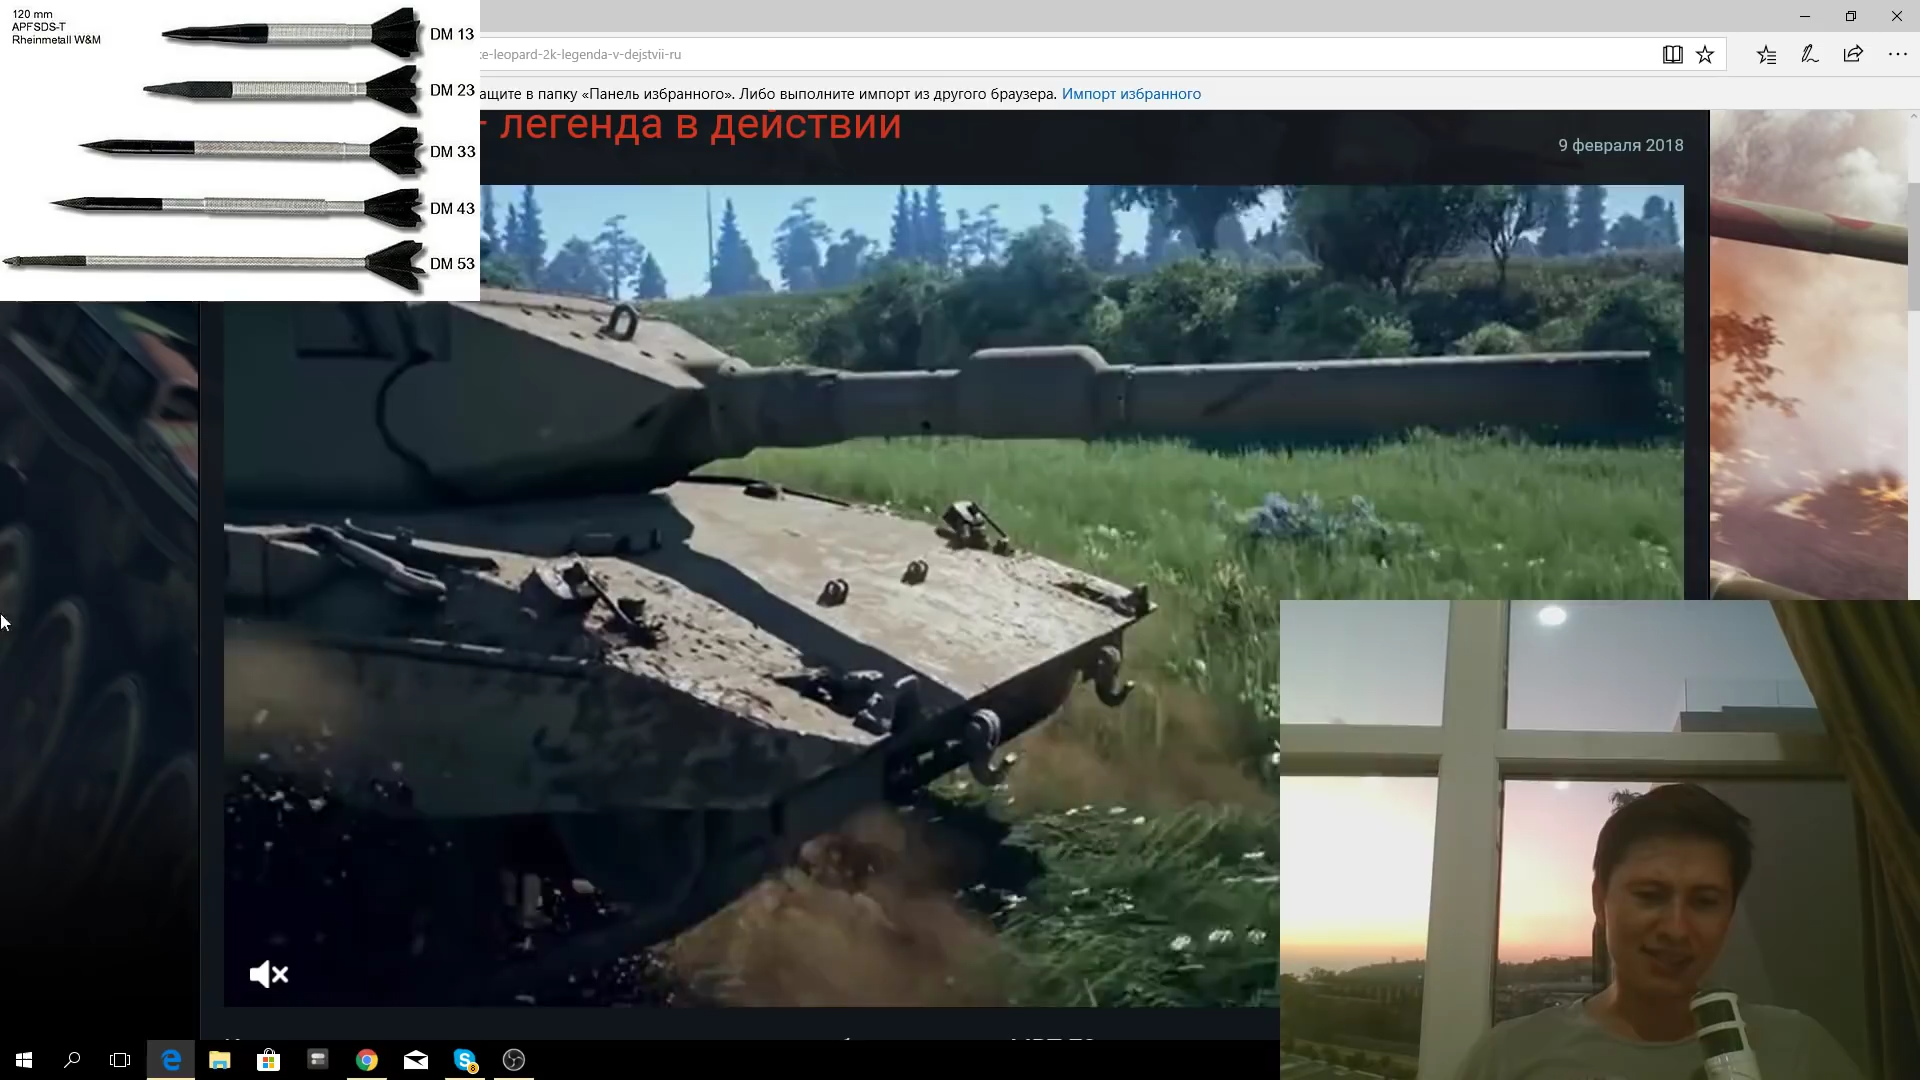 120 mm
APFSDS-T
Rheinmetall W&M
DM 13
DM 23
DM 33
DM 43
DM 53
e-leopard-2k-legenda-v-dejstvii-ru
ащите в папку «Панель избранного». Либо выполните импорт из другого браузера. Импорт избранного
- легенда в действии
9 февраля 2018
8